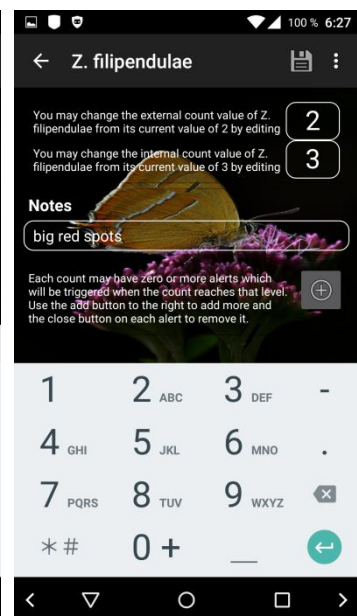 100 % 6:27
Z. filipendulae
You may change the external count value of Z.
filipendulae from its current value of 2 by editing
2
You may change the internal count value of Z.
filipendulae from its current value of 3 by editing
3
Notes
big red spots
Each count may have zero or more alerts which
will be triggered when the count reaches that level.
Use the add button to the right to add more and
the close button on each alert to remove it.
1 2 ABC 3 DEF -
4 GHI 5 JKL 6 MNO .
7 PQRS 8 TUV 9 WXYZ
*# 0 + _